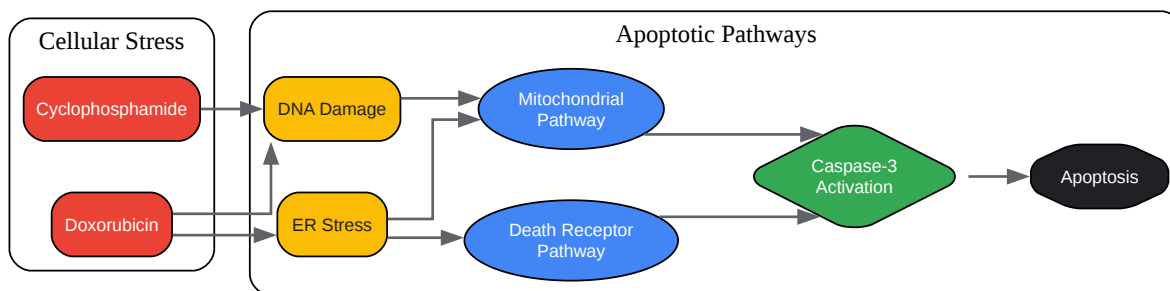 Cellular Stress
Apoptotic Pathways
Cyclophosphamide
DNA Damage
Mitochondrial
Pathway
Caspase-3
Activation
Apoptosis
Doxorubicin
ER Stress
Death Receptor
Pathway